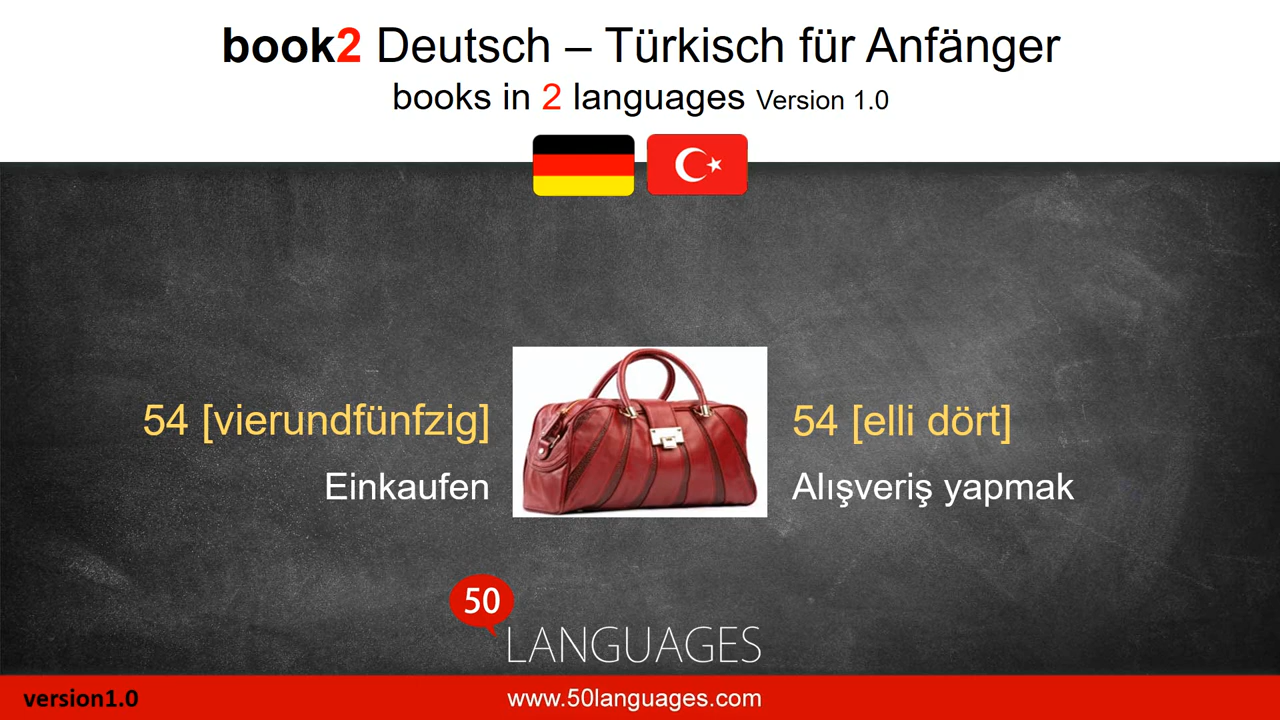 book2 Deutsch – Türkisch für Anfänger
books in 2 languages Version 1.0
54 [vierundfünfzig]
Einkaufen
54 [elli dört]
Alışveriş yapmak
50
LANGUAGES
version1.0
www.50languages.com